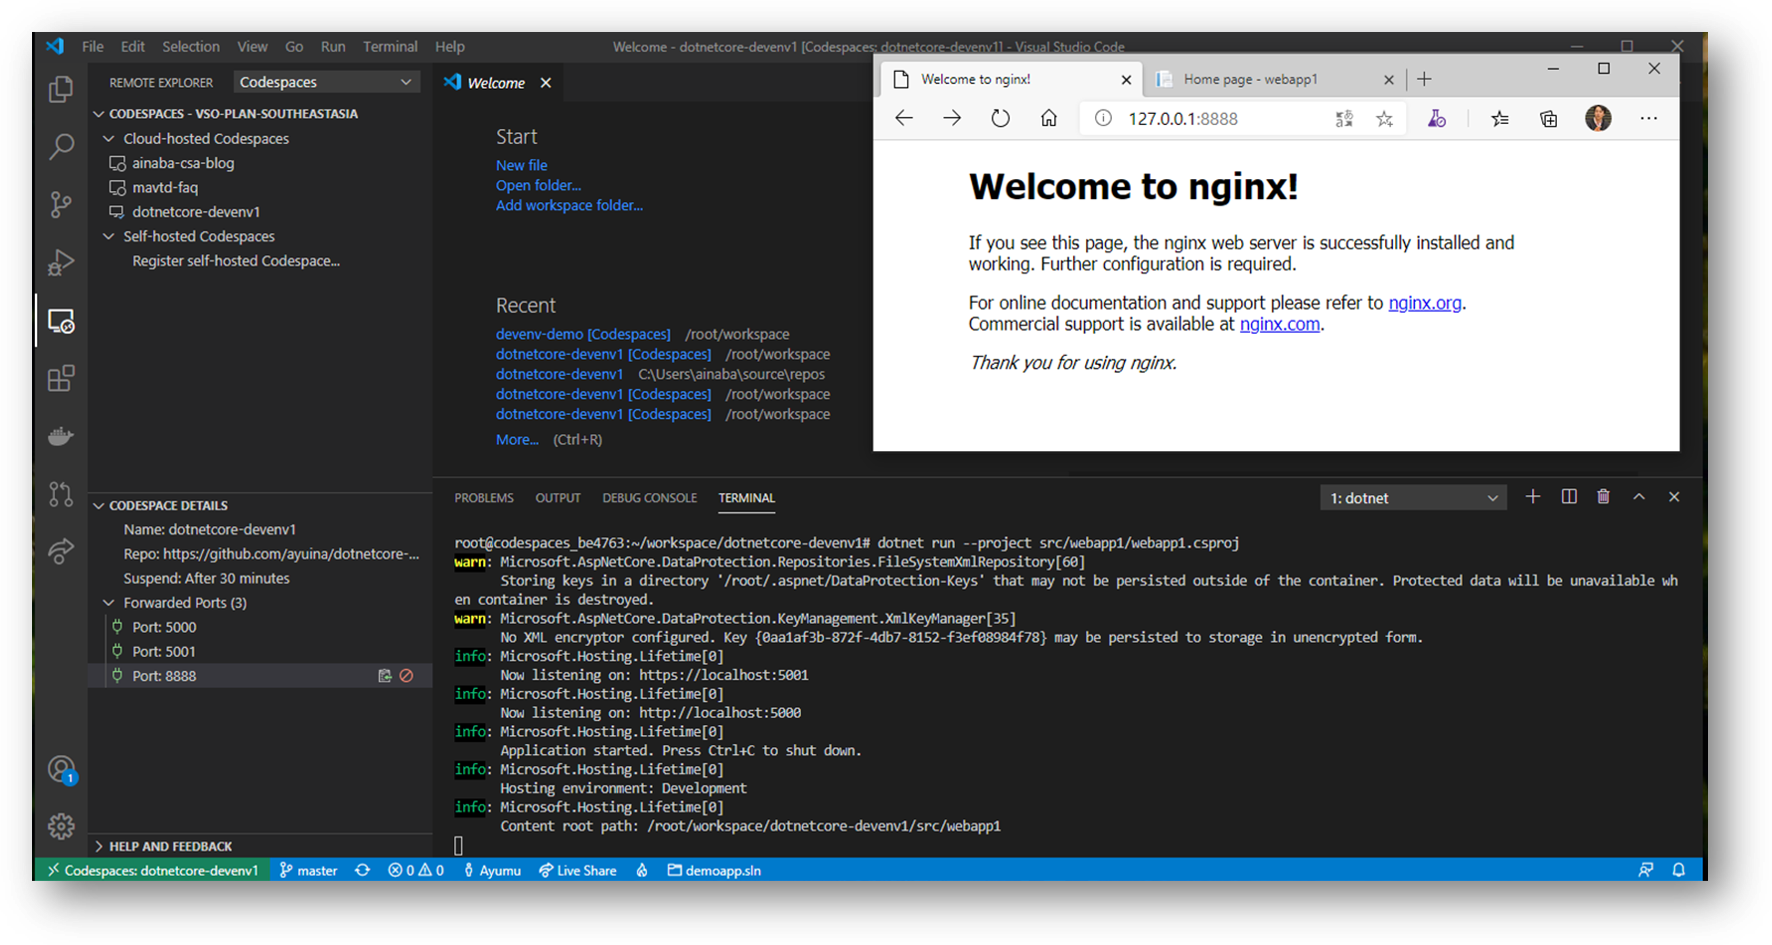 File Edit Selection View Go Run Terminal Help
Welcome - dotnetcore-devenv1 [Codespaces: dotnetcore-devenv1] - Visual Studio Code
REMOTE EXPLORER Codespaces
CODESPACES - VSO-PLAN-SOUTHEASTASIA
Cloud-hosted Codespaces
ainaba-csa-blog
mavtd-faq
dotnetcore-devenv1
Self-hosted Codespaces
Register self-hosted Codespace...
CODESPACE DETAILS
Name: dotnetcore-devenv1
Repo: https://github.com/ayuina/dotnetcore-...
Suspend: After 30 minutes
Forwarded Ports (3)
Port: 5000
Port: 5001
Port: 8888
HELP AND FEEDBACK
1
Welcome
Start
New file
Open folder...
Add workspace folder...
Recent
devenv-demo [Codespaces] /root/workspace
dotnetcore-devenv1 [Codespaces] /root/workspace
dotnetcore-devenv1 C:\Users\ainaba\source\repos
dotnetcore-devenv1 [Codespaces] /root/workspace
dotnetcore-devenv1 [Codespaces] /root/workspace
More... (Ctrl+R)
Welcome to nginx! Home page - webapp1
127.0.0.1:8888
Welcome to nginx!
If you see this page, the nginx web server is successfully installed and
working. Further configuration is required.
For online documentation and support please refer to nginx.org.
Commercial support is available at nginx.com.
Thank you for using nginx.
PROBLEMS OUTPUT DEBUG CONSOLE TERMINAL 1: dotnet
root@codespaces_be4763:~/workspace/dotnetcore-devenv1# dotnet run --project src/webapp1/webapp1.csproj
warn: Microsoft.AspNetCore.DataProtection.Repositories.FileSystemXmlRepository[60]
Storing keys in a directory '/root/.aspnet/DataProtection-Keys' that may not be persisted outside of the container. Protected data will be unavailable wh
en container is destroyed.
warn: Microsoft.AspNetCore.DataProtection.KeyManagement.XmlKeyManager[35]
No XML encryptor configured. Key {0aa1af3b-872f-4db7-8152-f3ef08984f78} may be persisted to storage in unencrypted form.
info: Microsoft.Hosting.Lifetime[0]
Now listening on: https://localhost:5001
info: Microsoft.Hosting.Lifetime[0]
Now listening on: http://localhost:5000
info: Microsoft.Hosting.Lifetime[0]
Application started. Press Ctrl+C to shut down.
info: Microsoft.Hosting.Lifetime[0]
Hosting environment: Development
info: Microsoft.Hosting.Lifetime[0]
Content root path: /root/workspace/dotnetcore-devenv1/src/webapp1
Codespaces: dotnetcore-devenv1 master 0 0 Ayumu Live Share demoapp.sln